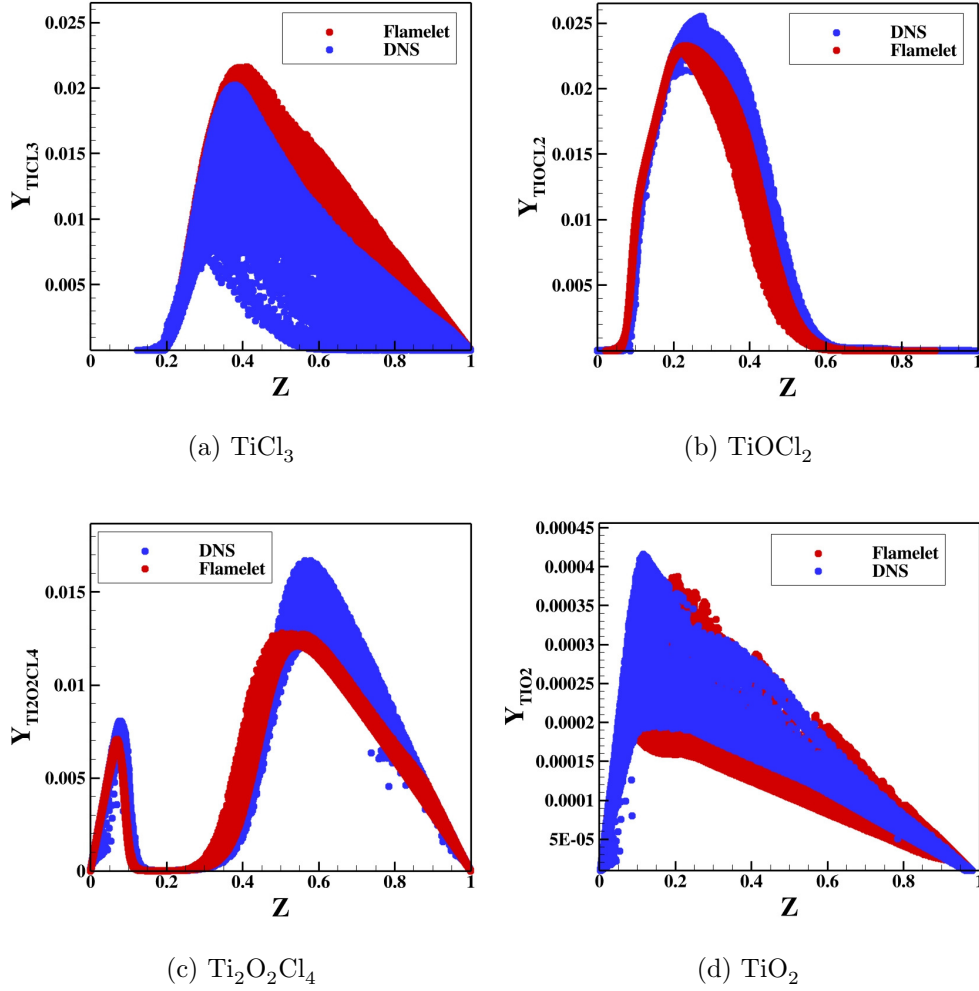 0.025
0.02
0.015
0.01
0.005
0
0.2
0.4
0.6
0.8
1
Y_TICL3
Z
Flamelet
DNS
(a) TiCl₃
0.025
0.02
0.015
0.01
0.005
0
0
0.2
0.4
0.6
0.8
1
Y_TIOCL2
Z
DNS
Flamelet
(b) TiOCl₂
0.015
0.01
0.005
0
0
0.2
0.4
0.6
0.8
1
Y_TI2O2CL4
Z
DNS
Flamelet
(c) Ti₂O₂Cl₄
0.00045
0.0004
0.00035
0.0003
0.00025
0.0002
0.00015
0.0001
5E-05
0
0.2
0.4
0.6
0.8
1
Y_TIO2
Z
Flamelet
DNS
(d) TiO₂